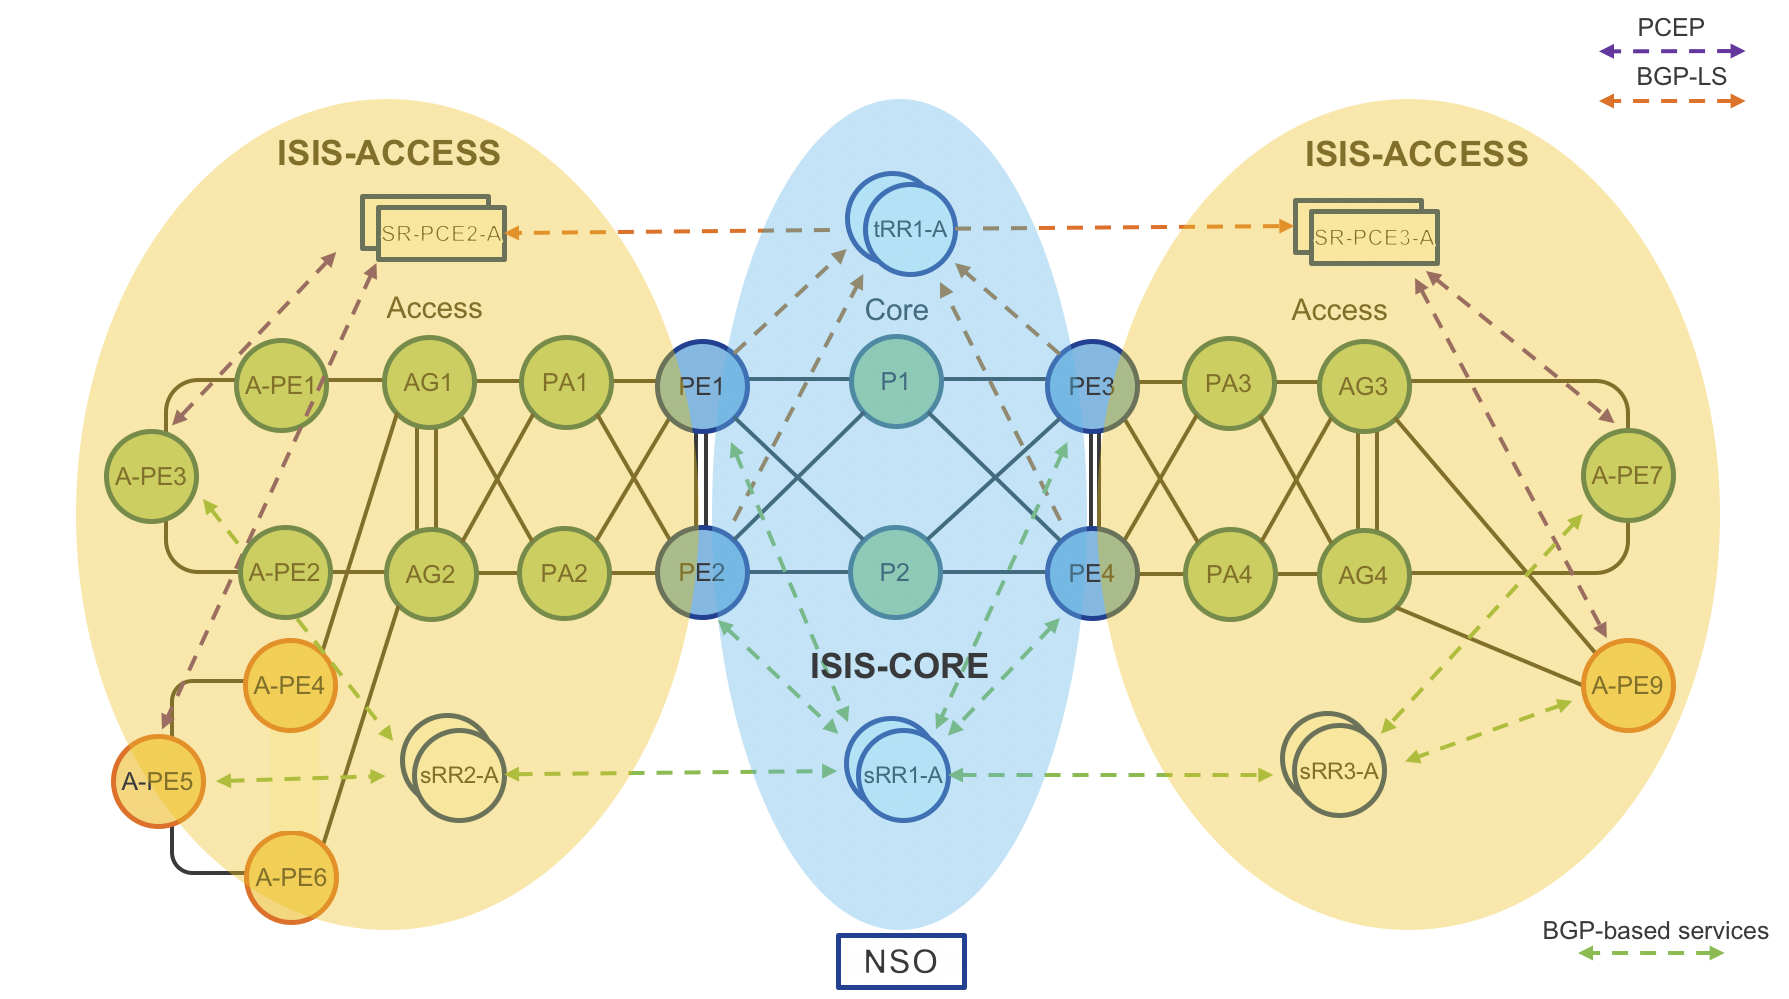 PCEP
BGP-LS
ISIS-ACCESS
ISIS-ACCESS
SR-PCE2-A
tRR1-A
SR-PCE3-A
Access
Core
Access
A-PE1
AG1
PA1
PE1
P1
PE3
PA3
AG3
A-PE3
A-PE7
A-PE2
AG2
PA2
PE2
P2
PE4
PA4
AG4
ISIS-CORE
A-PE4
A-PE9
A-PE5
sRR2-A
sRR1-A
sRR3-A
A-PE6
BGP-based services
NSO